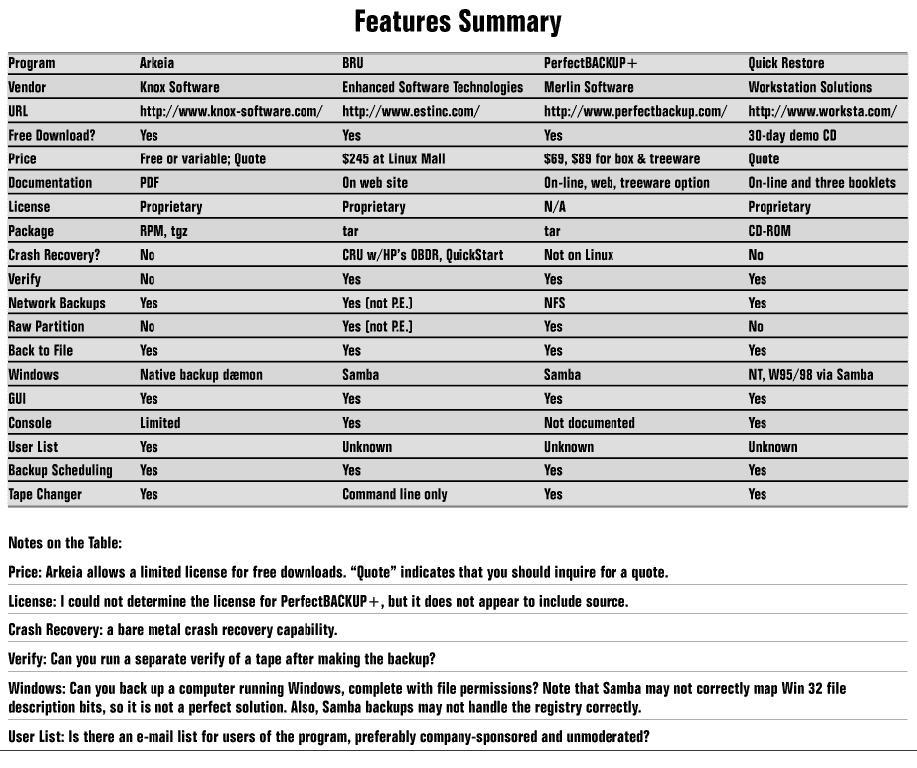 Features Summary
Program Arkeia BRU PerfectBACKUP+ Quick Restore
Vendor Knox Software Enhanced Software Technologies Merlin Software Workstation Solutions
URL http://www.knox-software.com/ http://www.estinc.com/ http://www.perfectbackup.com/ http://www.worksta.com/
Free Download? Yes Yes Yes 30-day demo CD
Price Free or variable; Quote $245 at Linux Mall $69, $89 for box & treeware Quote
Documentation PDF On web site On-line, web, treeware option On-line and three booklets
License Proprietary Proprietary N/A Proprietary
Package RPM, tgz tar tar CD-ROM
Crash Recovery? No CRU w/HP's OBDR, QuickStart Not on Linux No
Verify No Yes Yes Yes
Network Backups Yes Yes (not P.E.) NFS Yes
Raw Partition No Yes (not P.E.) Yes No
Back to File Yes Yes Yes Yes
Windows Native backup dæmon Samba Samba NT, W95/98 via Samba
GUI Yes Yes Yes Yes
Console Limited Yes Not documented Yes
User List Yes Unknown Unknown Unknown
Backup Scheduling Yes Yes Yes Yes
Tape Changer Yes Command line only Yes Yes
Notes on the Table:
Price: Arkeia allows a limited license for free downloads. “Quote” indicates that you should inquire for a quote.
License: I could not determine the license for PerfectBACKUP+, but it does not appear to include source.
Crash Recovery: a bare metal crash recovery capability.
Verify: Can you run a separate verify of a tape after making the backup?
Windows: Can you back up a computer running Windows, complete with file permissions? Note that Samba may not correctly map Win 32 file
description bits, so it is not a perfect solution. Also, Samba backups may not handle the registry correctly.
User List: Is there an e-mail list for users of the program, preferably company-sponsored and unmoderated?